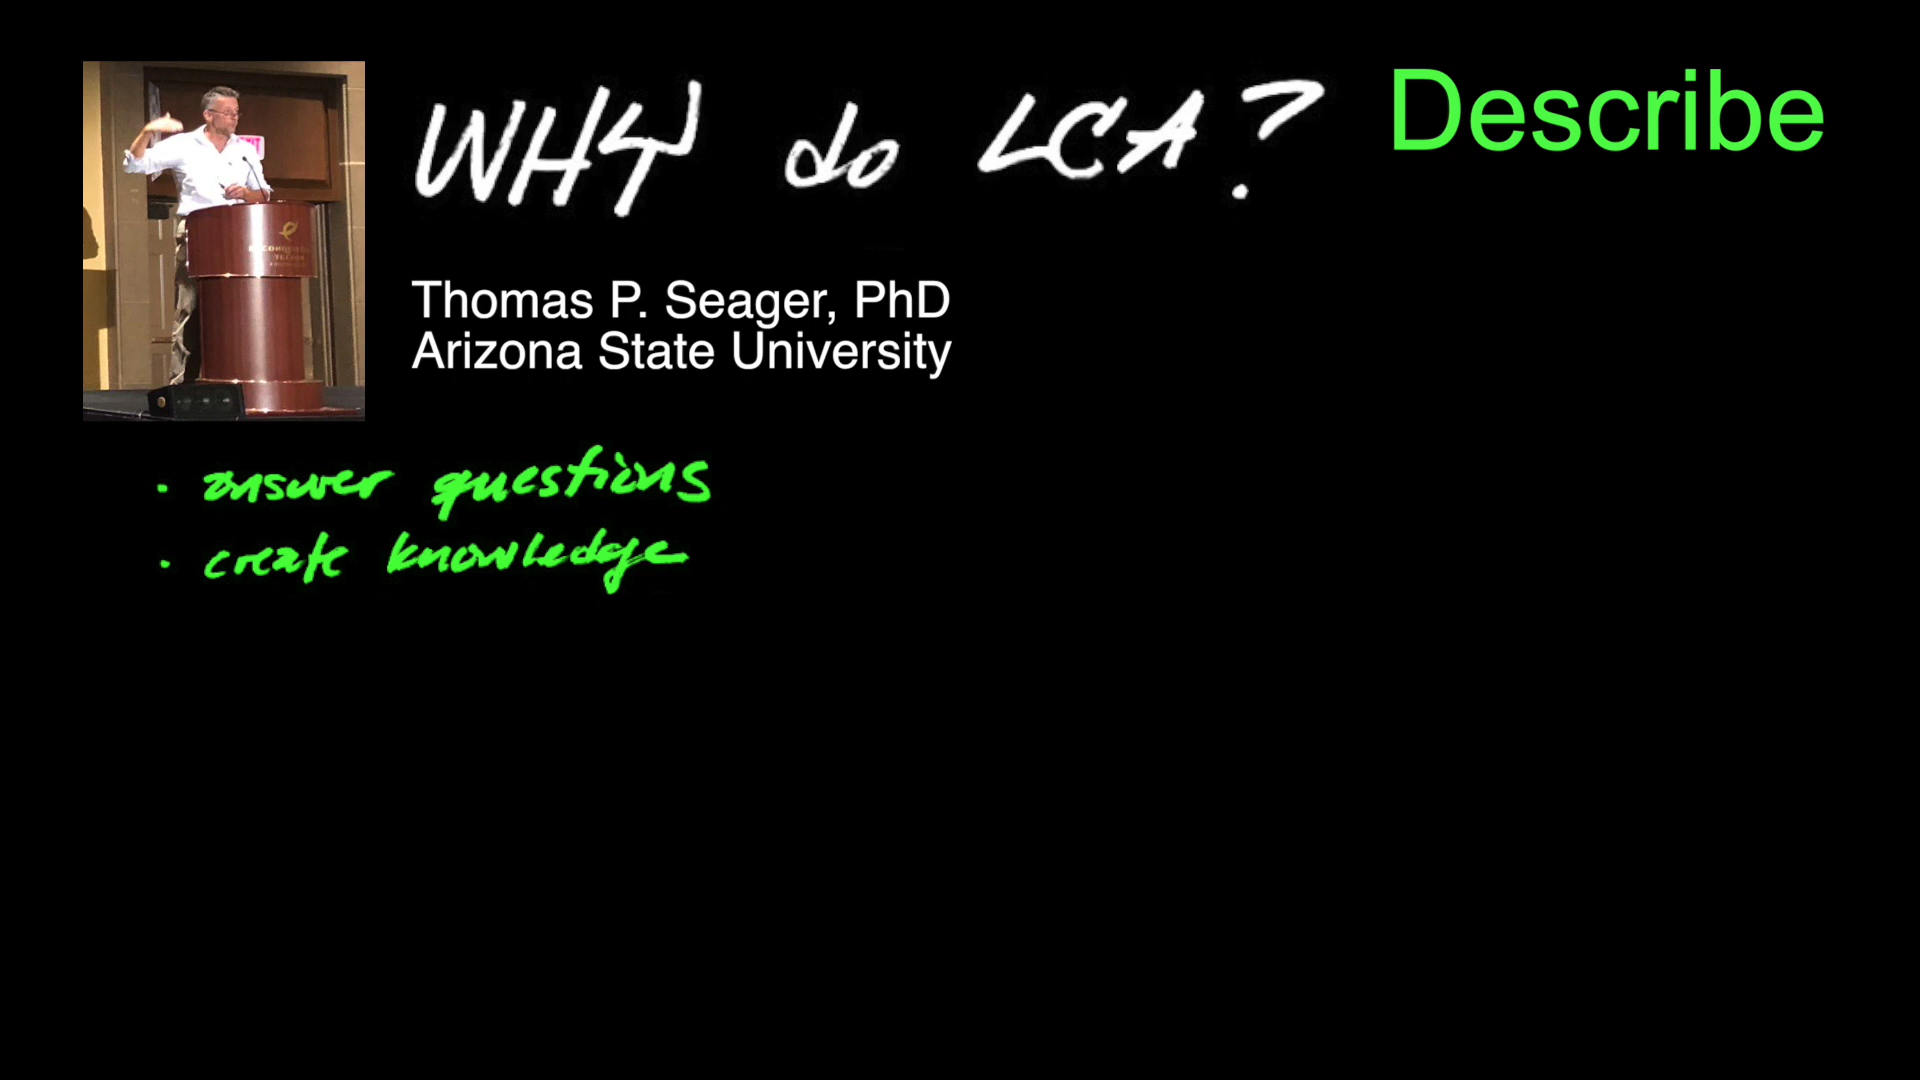 WHY do LCA?
Describe
Thomas P. Seager, PhD
Arizona State University
· answer questions
· create knowledge